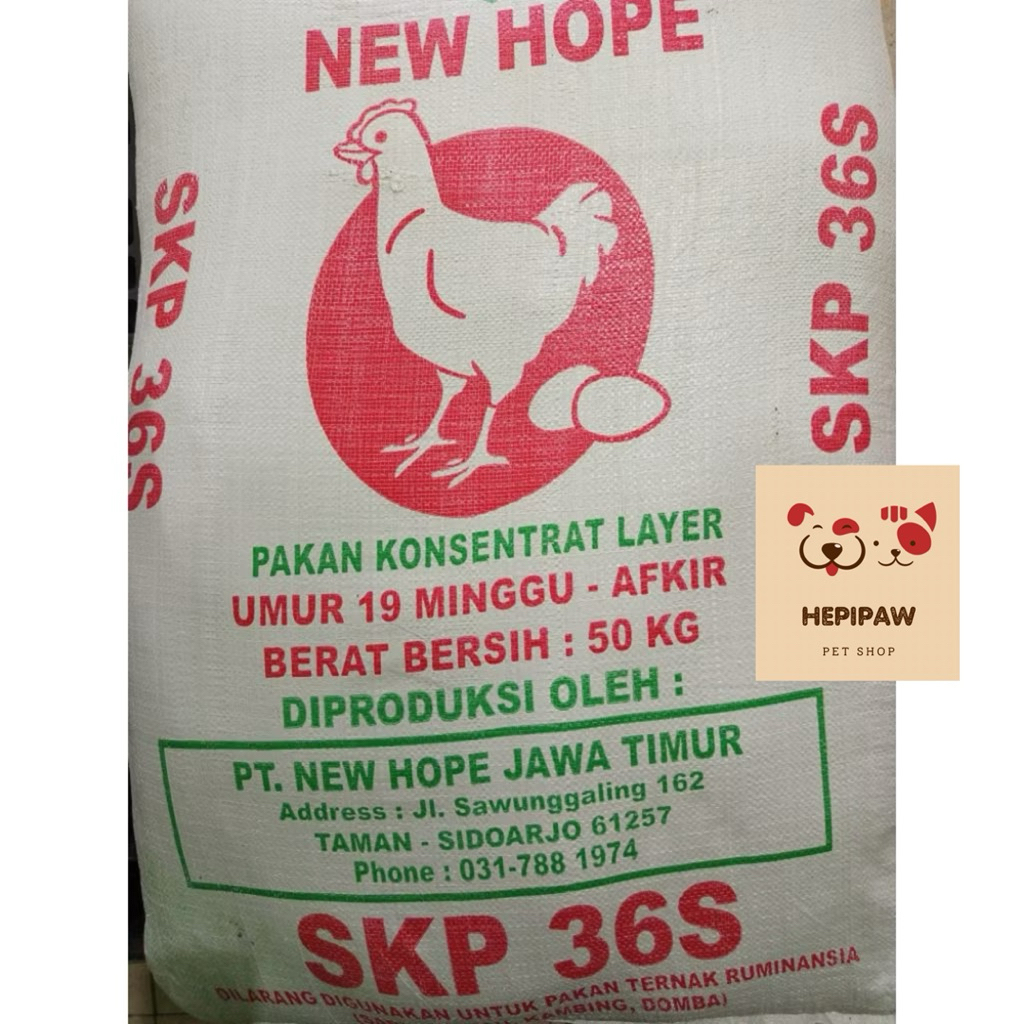 NEW HOPE
SKP 36S
SKP 36S
PAKAN KONSENTRAT LAYER
UMUR 19 MINGGU - AFKIR
BERAT BERSIH : 50 KG
DIPRODUKSI OLEH :
PT. NEW HOPE JAWA TIMUR
Address : Jl. Sawunggaling 162
TAMAN - SIDOARJO 61257
Phone : 031-788 1974
SKP 36S
DILARANG DIGUNAKAN UNTUK PAKAN TERNAK RUMINANSIA
KAMBING, DOMBA)
HEPIPAW
PET SHOP